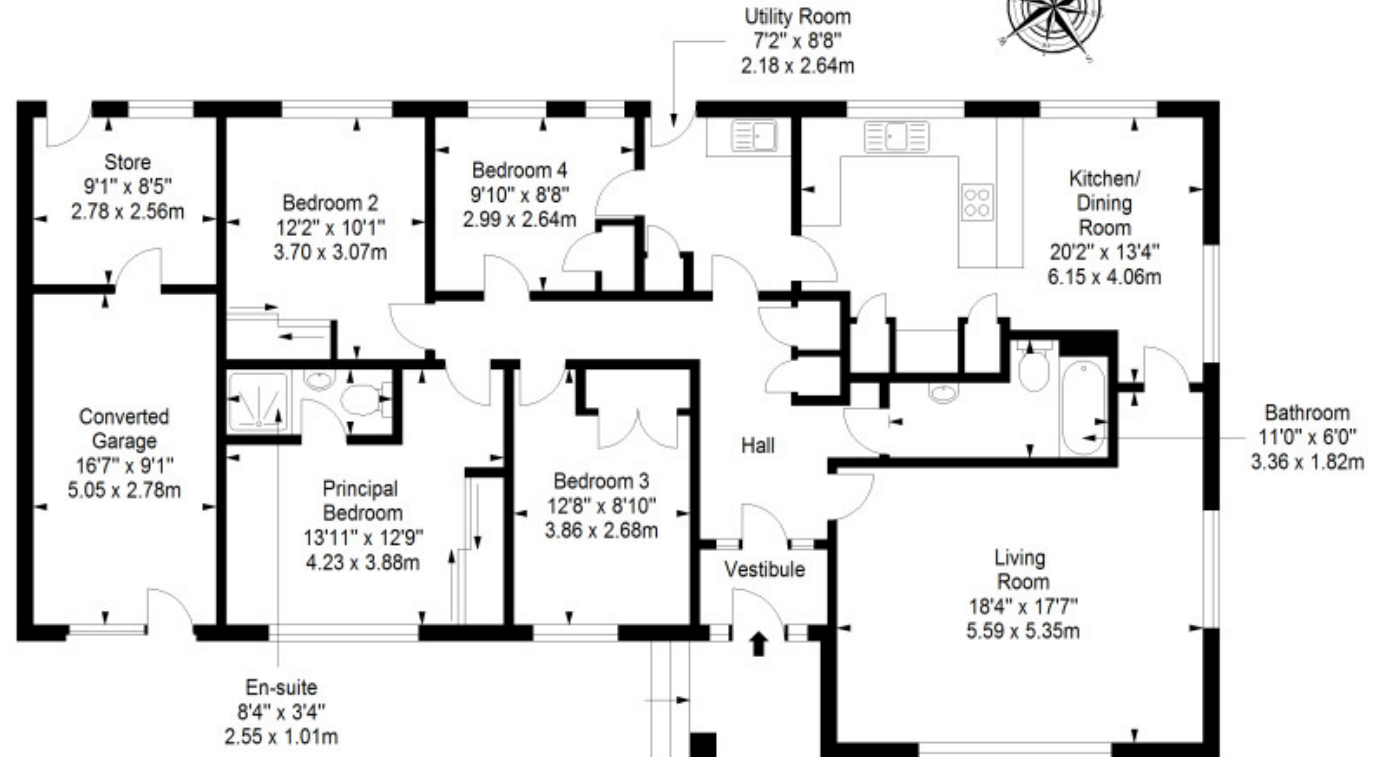 Utility Room
7'2" x 8'8"
2.18 x 2.64m
Store
9'1" x 8'5"
2.78 x 2.56m
Bedroom 2
12'2" x 10'1"
3.70 x 3.07m
Bedroom 4
9'10" x 8'8"
2.99 x 2.64m
Kitchen/
Dining
Room
20'2" x 13'4"
6.15 x 4.06m
Converted
Garage
16'7" x 9'1"
5.05 x 2.78m
Principal
Bedroom
13'11" x 12'9"
4.23 x 3.88m
Bedroom 3
12'8" x 8'10"
3.86 x 2.68m
Hall
Vestibule
Bathroom
11'0" x 6'0"
3.36 x 1.82m
Living
Room
18'4" x 17'7"
5.59 x 5.35m
En-suite
8'4" x 3'4"
2.55 x 1.01m